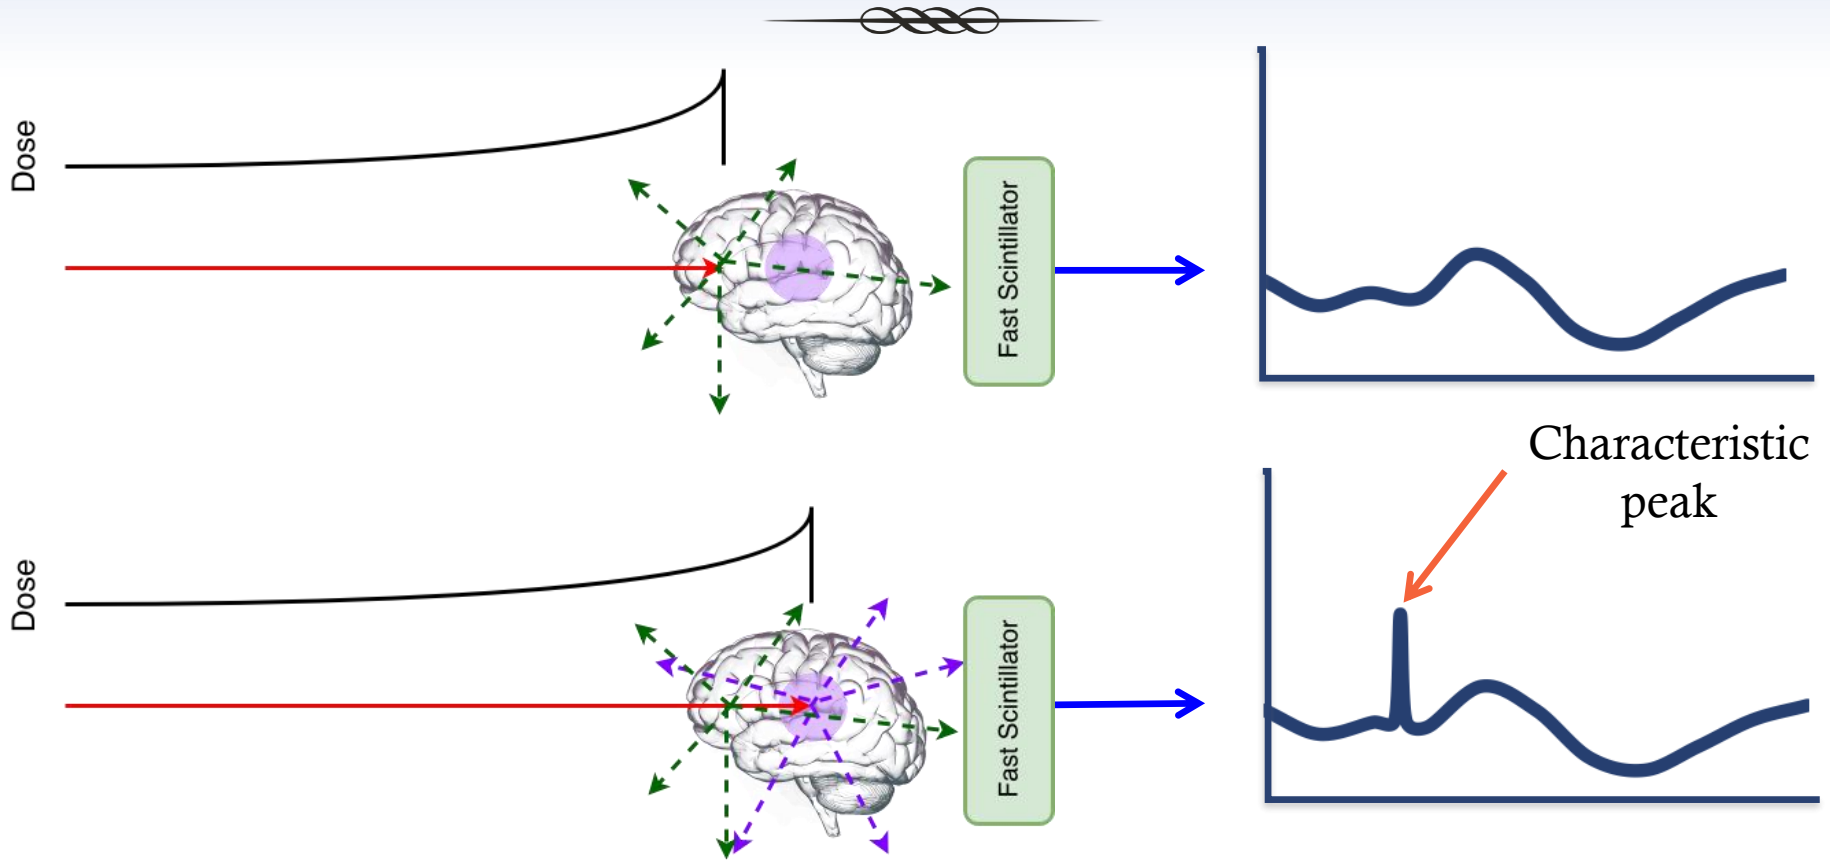 Dose
Fast Scintillator
Characteristic
peak
Dose
Fast Scintillator